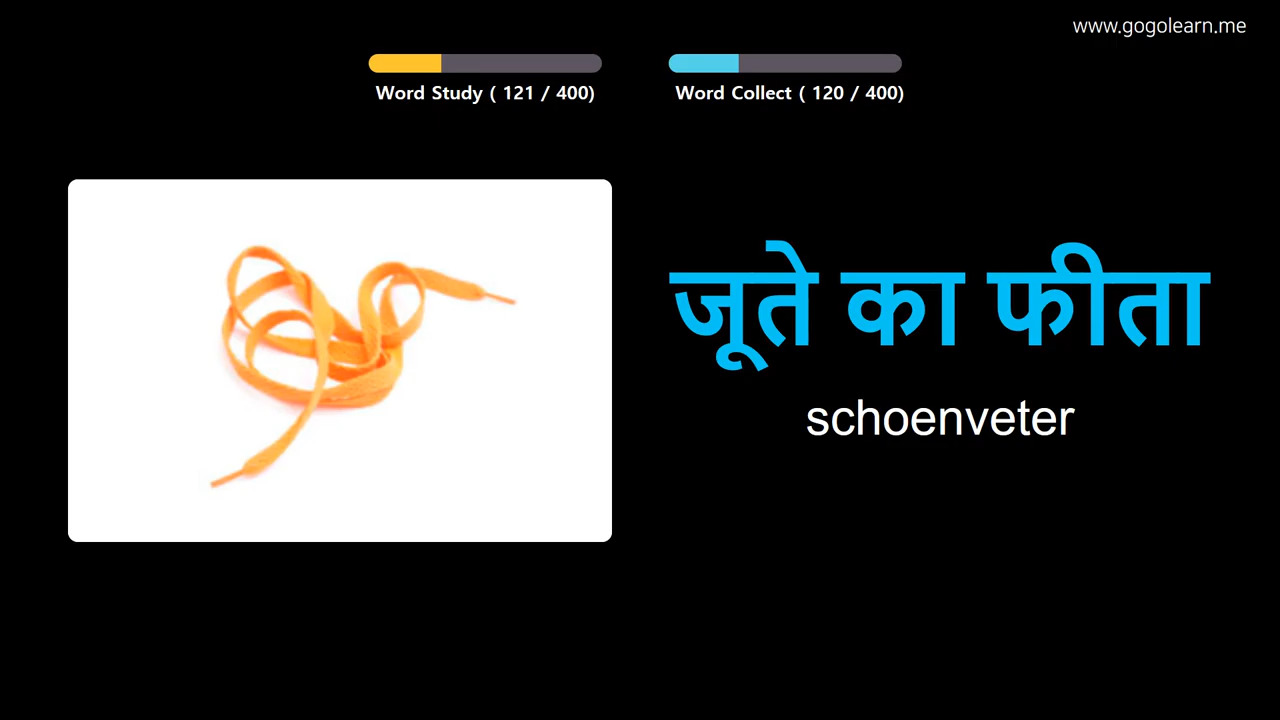 www.gogolearn.me
Word Study ( 121 / 400)
Word Collect ( 120 / 400)
जूते का फीता
schoenveter